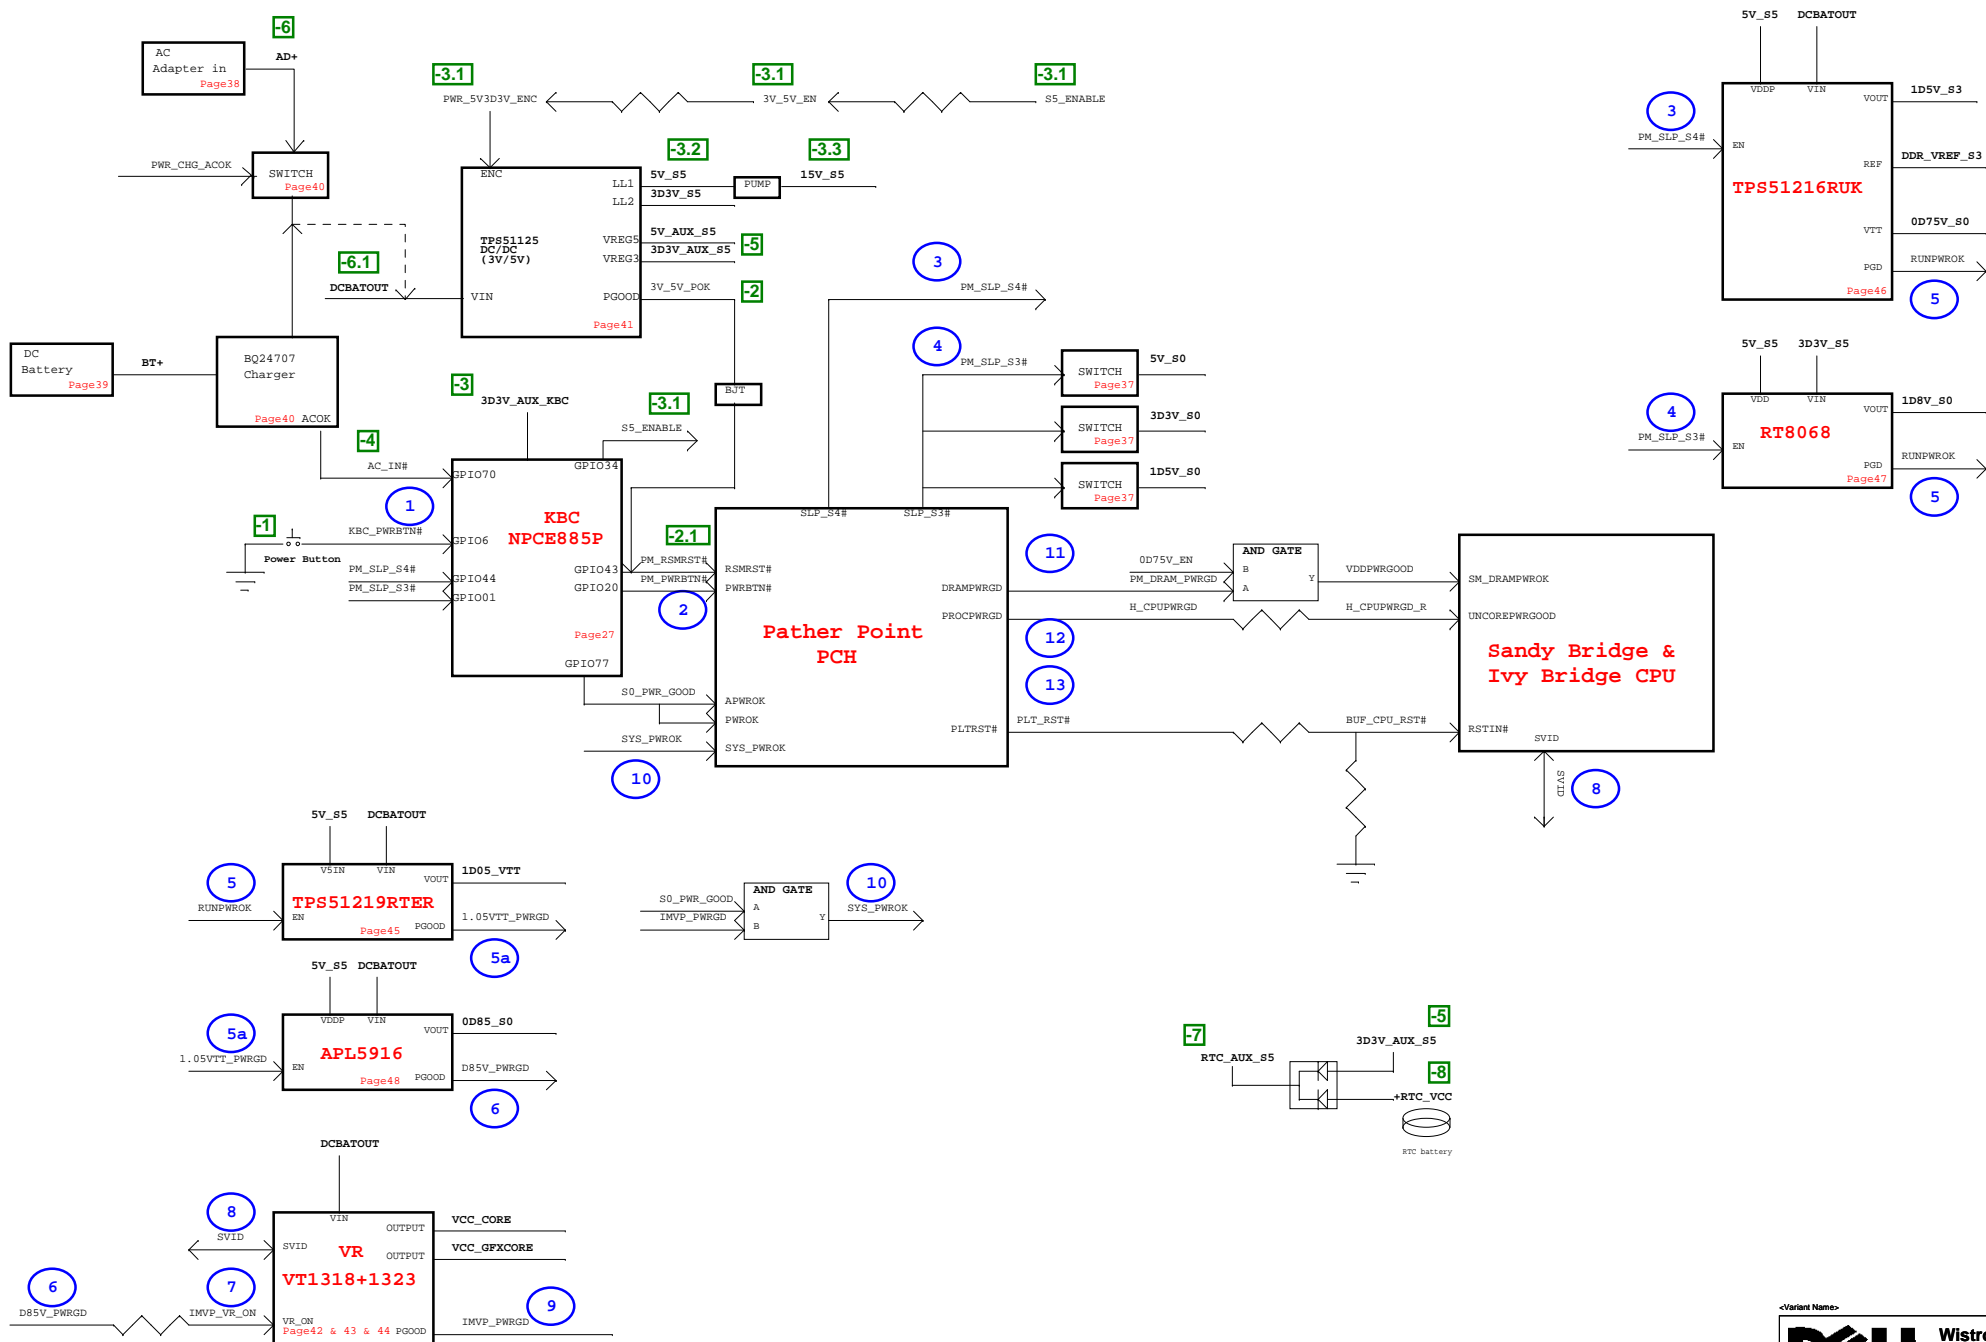 -6
AC
Adapter in
Page38
AD+
PWR_CHG_ACOK
SWITCH
Page40
-6.1
DCBATOUT
DC
Battery
Page39
BT+
BQ24707
Charger
Page40 ACOK
-4
AC_IN#
-3.1
PWR_5V3D3V_ENC
-3.1
3V_5V_EN
-3.1
S5_ENABLE
ENC
TPS51125
DC/DC
(3V/5V)
VIN
LL1
LL2
VREG5
VREG3
PGOOD
Page41
-3.2
5V_S5
3D3V_S5
PUMP
-3.3
15V_S5
5V_AUX_S5
3D3V_AUX_S5
-5
3V_5V_POK
-2
BJT
-3
3D3V_AUX_KBC
-3.1
S5_ENABLE
1
-1
KBC_PWRBTN#
Power Button
PM_SLP_S4#
PM_SLP_S3#
GPIO70
GPIO34
KBC
NPCE885P
GPIO6
GPIO44
GPIO01
GPIO43
GPIO20
Page27
GPIO77
-2.1
PM_RSMRST#
PM_PWRBTN#
2
S0_PWR_GOOD
SYS_PWROK
10
3
PM_SLP_S4#
4
PM_SLP_S3#
SWITCH
Page37
5V_S0
SWITCH
Page37
3D3V_S0
SWITCH
Page37
1D5V_S0
SLP_S4#
SLP_S3#
RSMRST#
PWRBTN#
DRAMPWRGD
PROCPWRGD
Pather Point
PCH
APWROK
PWROK
SYS_PWROK
PLTRST#
11
0D75V_EN
PM_DRAM_PWRGD
AND GATE
B
A
Y
VDDPWRGOOD
H_CPUPWRGD
H_CPUPWRGD_R
12
13
PLT_RST#
BUF_CPU_RST#
SM_DRAMPWROK
UNCOREPWRGOOD
Sandy Bridge &
Ivy Bridge CPU
RSTIN#
SVID
SVID
8
5V_S5
DCBATOUT
VDDP
VIN
VOUT
1D5V_S3
3
PM_SLP_S4#
EN
REF
DDR_VREF_S3
TPS51216RUK
VTT
0D75V_S0
PGD
RUNPWROK
Page46
5
5V_S5
3D3V_S5
VDD
VIN
VOUT
1D8V_S0
4
PM_SLP_S3#
EN
RT8068
PGD
RUNPWROK
Page47
5
5V_S5
DCBATOUT
V5IN
VIN
VOUT
1D05_VTT
5
RUNPWROK
TPS51219RTER
EN
Page45
PGOOD
1.05VTT_PWRGD
5a
5V_S5
DCBATOUT
VDDP
VIN
VOUT
0D85_S0
5a
1.05VTT_PWRGD
APL5916
EN
Page48
PGOOD
D85V_PWRGD
6
S0_PWR_GOOD
IMVP_PWRGD
AND GATE
A
B
Y
10
SYS_PWROK
-7
RTC_AUX_S5
-5
3D3V_AUX_S5
-8
+RTC_VCC
RTC battery
DCBATOUT
VIN
OUTPUT
VCC_CORE
8
SVID
SVID
VR
OUTPUT
VCC_GFXCORE
VT1318+1323
6
D85V_PWRGD
7
IMVP_VR_ON
VR_ON
Page42 & 43 & 44
PGOOD
IMVP_PWRGD
9
<Variant Name>